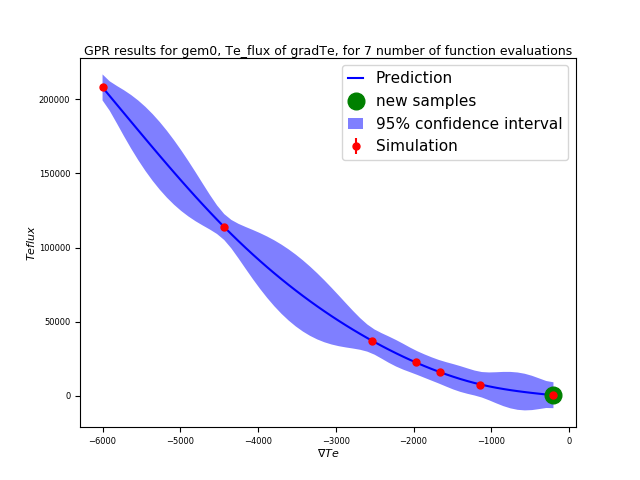 GPR results for gem0, Te_flux of gradTe, for 7 number of function evaluations
Prediction
new samples
95% confidence interval
Simulation
200000
150000
100000
50000
0
Teflux
−6000 −5000 −4000 −3000 −2000 −1000 0
∇Te